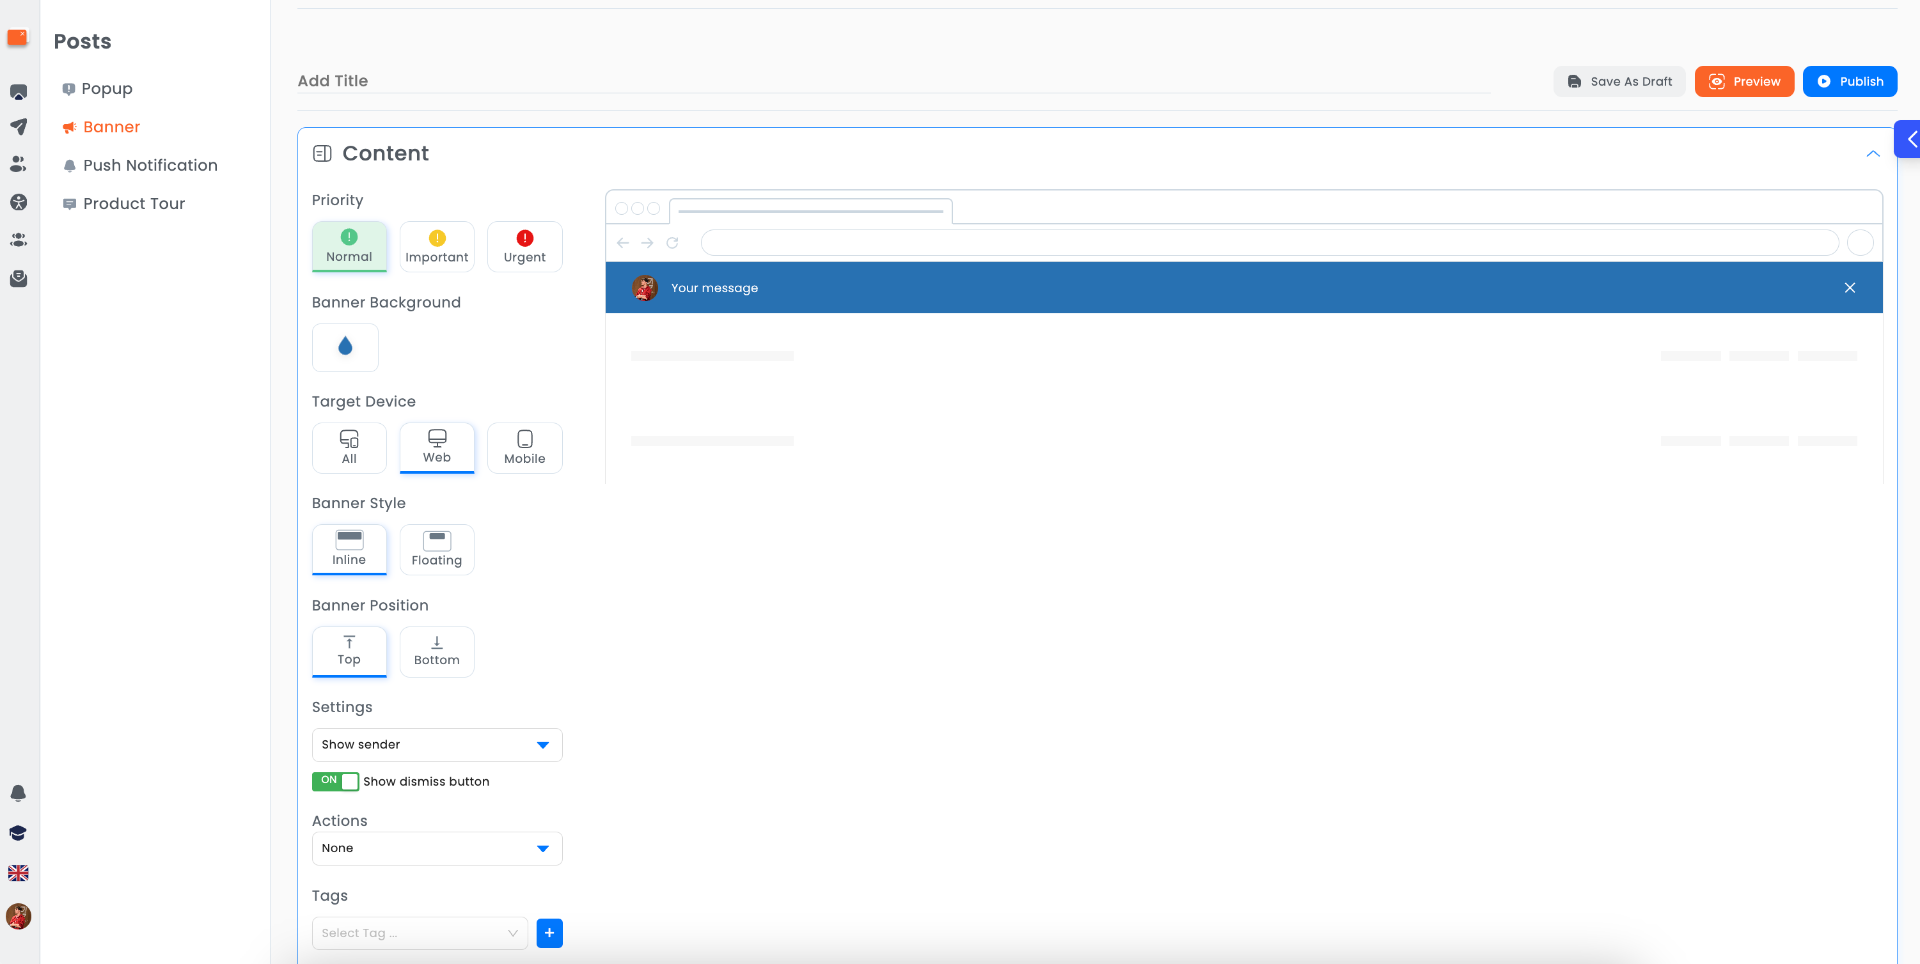 Posts
Popup
Banner
Push Notification
Product Tour
Add Title
Save As Draft
Preview
Publish
Content
Priority
Normal
Important
Urgent
Banner Background
Target Device
All
Web
Mobile
Banner Style
Inline
Floating
Banner Position
Top
Bottom
Settings
Show sender
ON
Show dismiss button
Actions
None
Tags
Select Tag ...
+
Your message